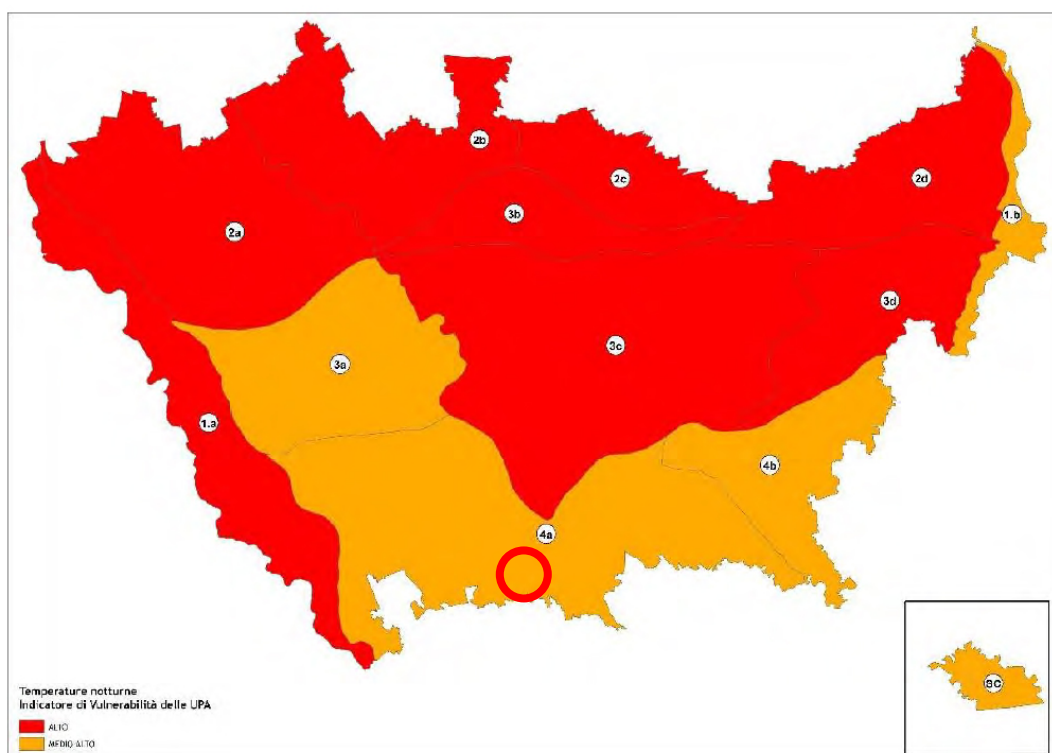 2b
2c
2d
3b
1.b
2a
3d
3c
3a
1.a
4b
4a
SC
Temperature notturne
Indicatore di Vulnerabilità delle UPA
ALTO
MEDIO ALTO